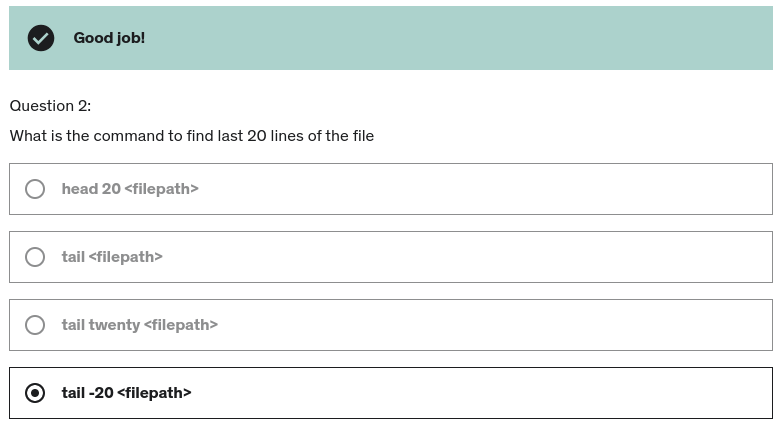 Good job!
Question 2:
What is the command to find last 20 lines of the file
head 20 <filepath>
tail <filepath>
tail twenty <filepath>
tail -20 <filepath>